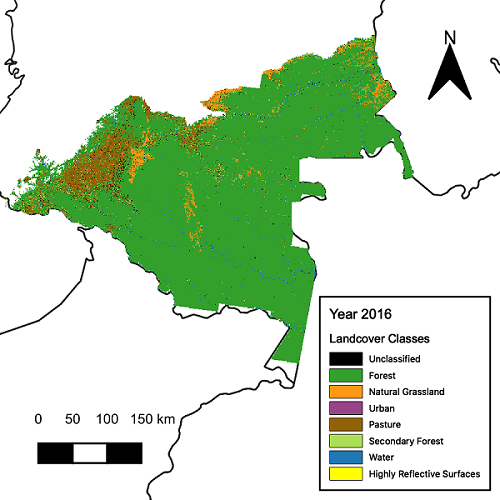 N
Year 2016
Landcover Classes
Unclassified
Forest
Natural Grassland
Urban
Pasture
Secondary Forest
Water
Highly Reflective Surfaces
0 50 100 150 km